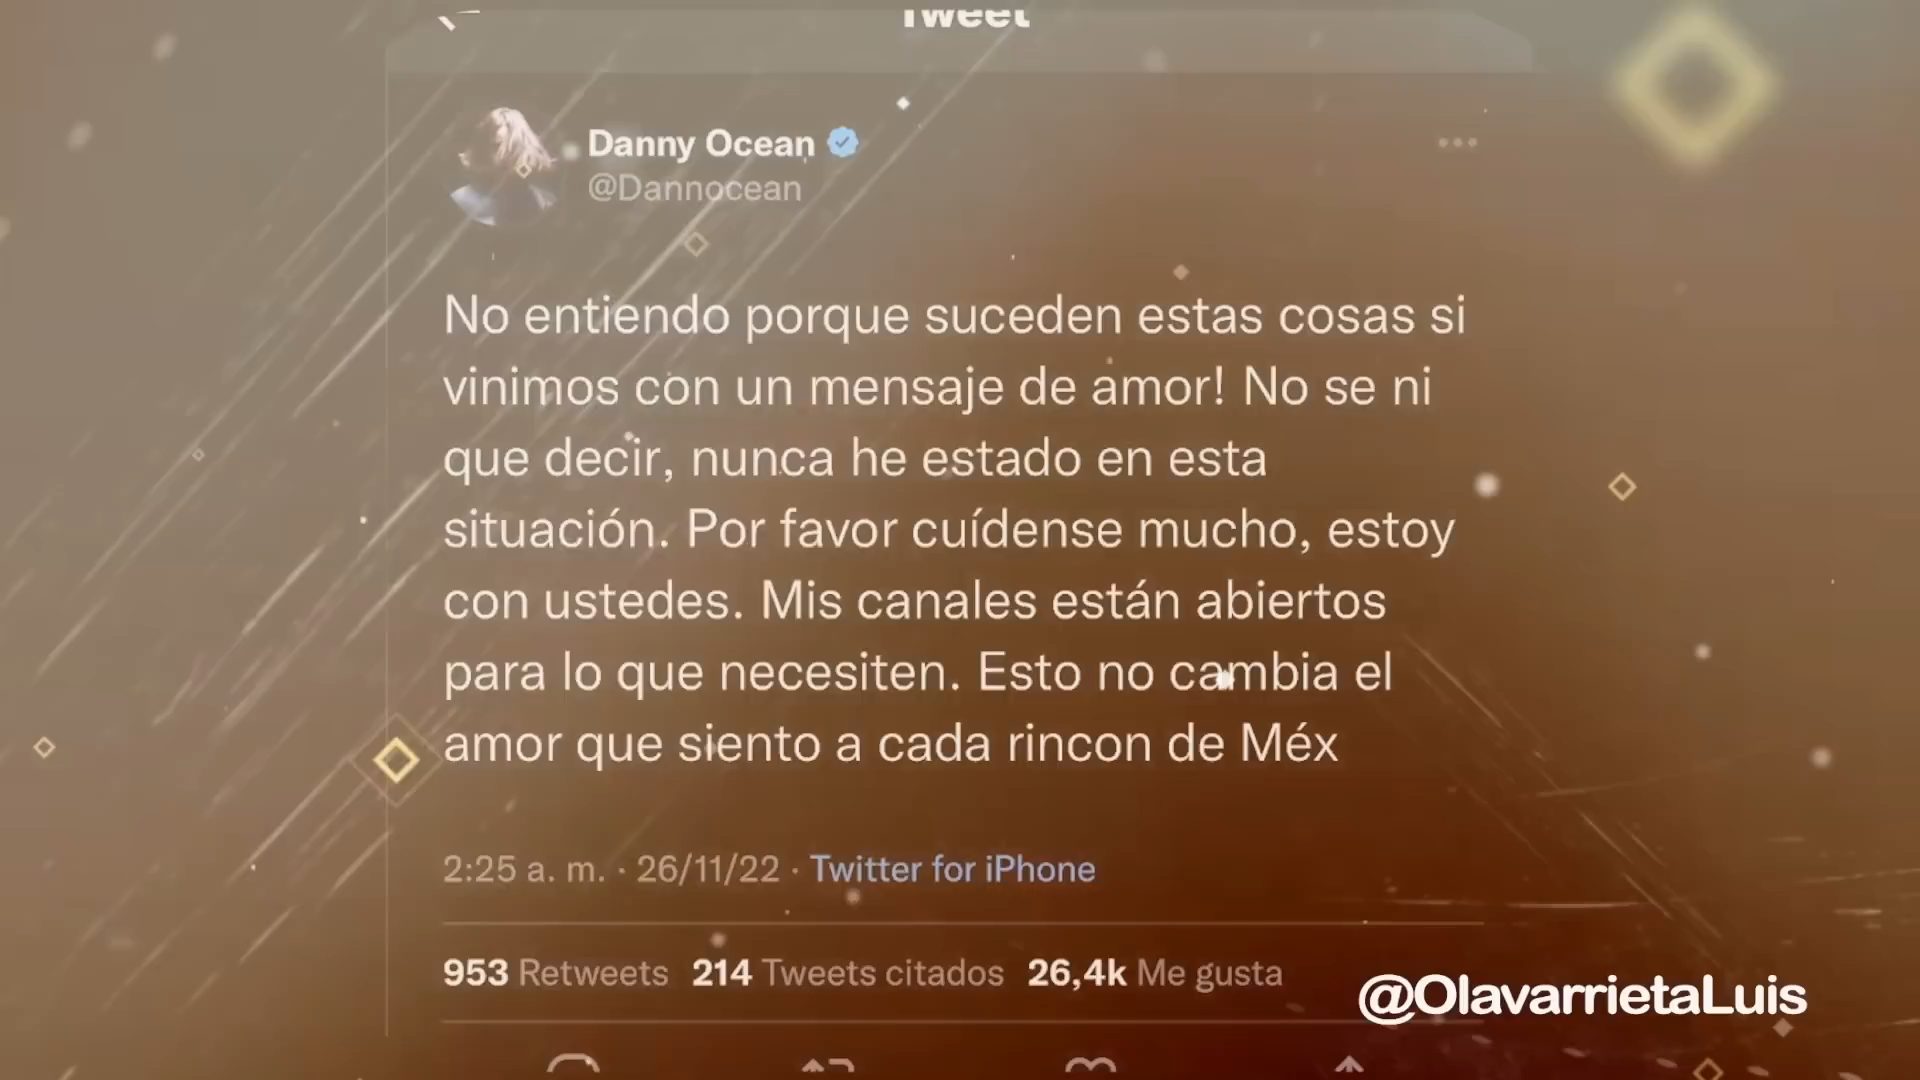 Tweet
Danny Ocean
@Dannocean
No entiendo porque suceden estas cosas si
vinimos con un mensaje de amor! No se ni
que decir, nunca he estado en esta
situación. Por favor cuídense mucho, estoy
con ustedes. Mis canales están abiertos
para lo que necesiten. Esto no cambia el
amor que siento a cada rincon de Méx
2:25 a. m. · 26/11/22 · Twitter for iPhone
953 Retweets 214 Tweets citados 26,4k Me gusta
@OlavarrietaLuis